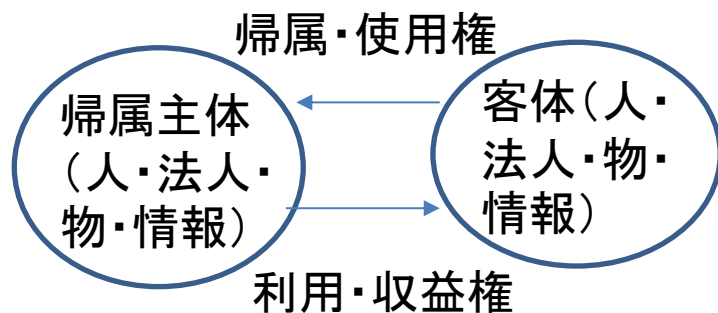 帰属・使用権
帰属主体
（人・法人・
物・情報）
客体（人・
法人・物・
情報）
利用・収益権